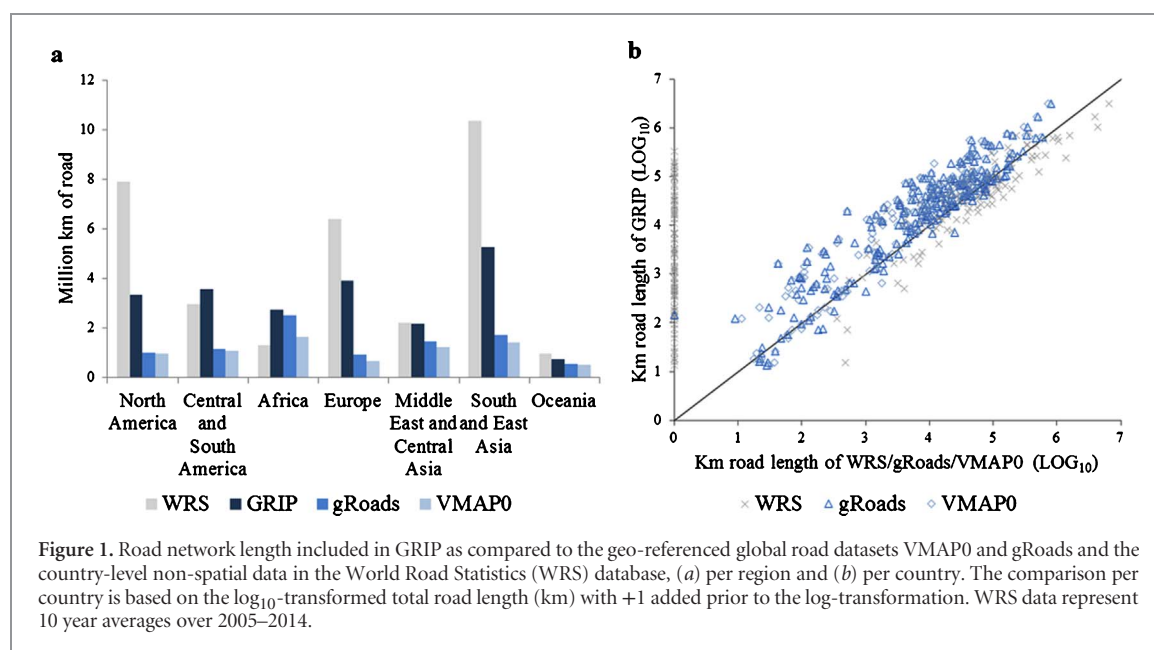 a
Million km of road
12
10
8
6
4
2
0
North America
Central and South America
Africa
Europe
Middle East and Central Asia
South and East Asia
Oceania
WRS GRIP gRoads VMAP0
b
Km road length of GRIP (LOG10)
7
6
5
4
3
2
1
0
0 1 2 3 4 5 6 7
Km road length of WRS/gRoads/VMAP0 (LOG10)
WRS gRoads VMAP0
Figure 1. Road network length included in GRIP as compared to the geo-referenced global road datasets VMAP0 and gRoads and the
country-level non-spatial data in the World Road Statistics (WRS) database, (a) per region and (b) per country. The comparison per
country is based on the log10-transformed total road length (km) with +1 added prior to the log-transformation. WRS data represent
10 year averages over 2005–2014.